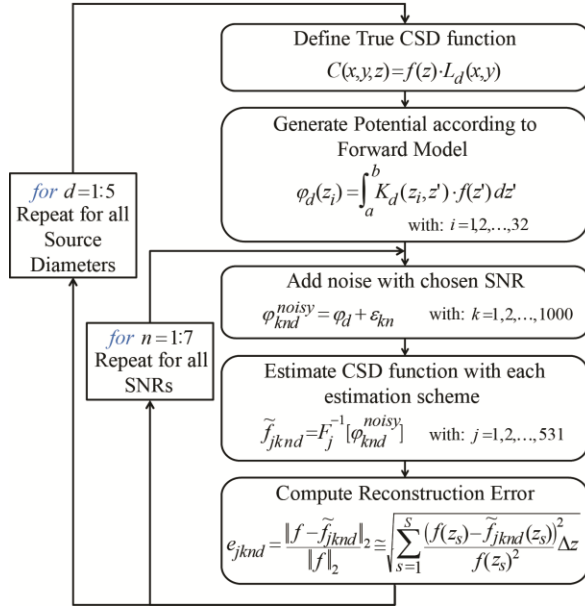 Define True CSD function
C(x,y,z)=f(z)·L_d(x,y)
Generate Potential according to
Forward Model
φ_d(z_i)=∫_a^b K_d(z_i,z')·f(z')dz'
with: i=1,2,…,32
for d=1:5
Repeat for all
Source
Diameters
Add noise with chosen SNR
φ_knd^noisy=φ_d+ε_kn with: k=1,2,…,1000
for n=1:7
Repeat for all
SNRs
Estimate CSD function with each
estimation scheme
f̃_jknd=F_j^-1[φ_knd^noisy] with: j=1,2,…,531
Compute Reconstruction Error
e_jknd=‖f−f̃_jknd‖_2/‖f‖_2≅√(∑_{s=1}^S (f(z_s)−f̃_jknd(z_s))^2/f(z_s)^2 Δz)